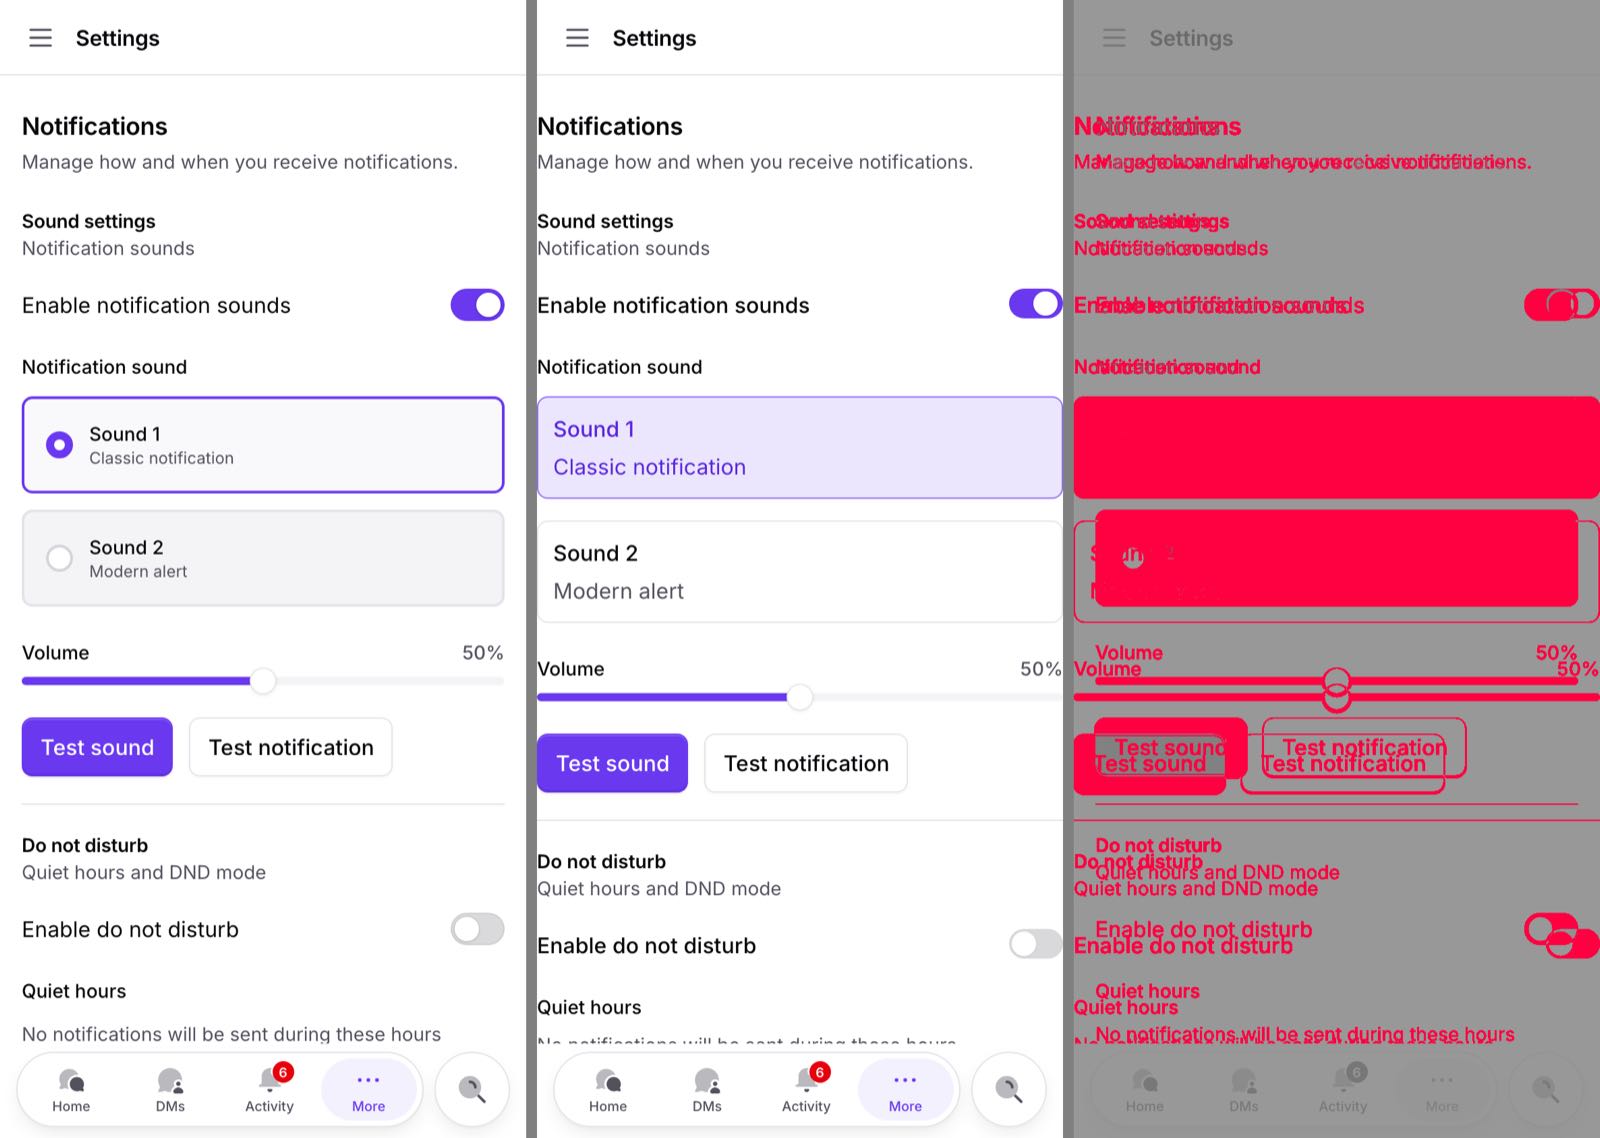 Settings
Notifications
Manage how and when you receive notifications.
Sound settings
Notification sounds
Enable notification sounds
Notification sound
Sound 1
Classic notification
Sound 2
Modern alert
Volume 50%
Test sound Test notification
Do not disturb
Quiet hours and DND mode
Enable do not disturb
Quiet hours
No notifications will be sent during these hours
6
Home DMs Activity More
Settings
Notifications
Manage how and when you receive notifications.
Sound settings
Notification sounds
Enable notification sounds
Notification sound
Sound 1
Classic notification
Sound 2
Modern alert
Volume 50%
Test sound Test notification
Do not disturb
Quiet hours and DND mode
Enable do not disturb
Quiet hours
No notifications will be sent during these hours
6
Home DMs Activity More
Settings
Volume 50%
Volume 50%
Test sound Test notification
Test sound Test notification
Do not disturb
Do not disturb
Quiet hours and DND mode
Quiet hours and DND mode
Enable do not disturb
Enable do not disturb
Quiet hours
Quiet hours
No notifications will be sent during these hours
6
Home DMs Activity More